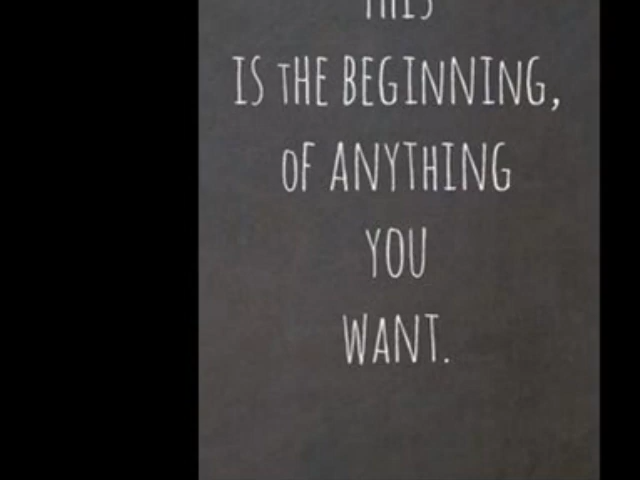 THIS
IS THE BEGINNING,
OF ANYTHING
YOU
WANT.